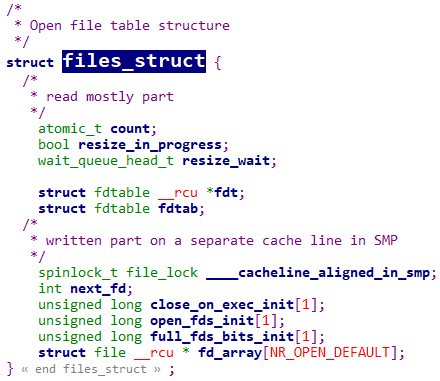 /*
 * Open file table structure
 */
struct files_struct {
  /*
   * read mostly part
   */
    atomic_t count;
    bool resize_in_progress;
    wait_queue_head_t resize_wait;

    struct fdtable __rcu *fdt;
    struct fdtable fdtab;
  /*
   * written part on a separate cache line in SMP
   */
    spinlock_t file_lock ____cacheline_aligned_in_smp;
    int next_fd;
    unsigned long close_on_exec_init[1];
    unsigned long open_fds_init[1];
    unsigned long full_fds_bits_init[1];
    struct file __rcu * fd_array[NR_OPEN_DEFAULT];
} « end files_struct » ;